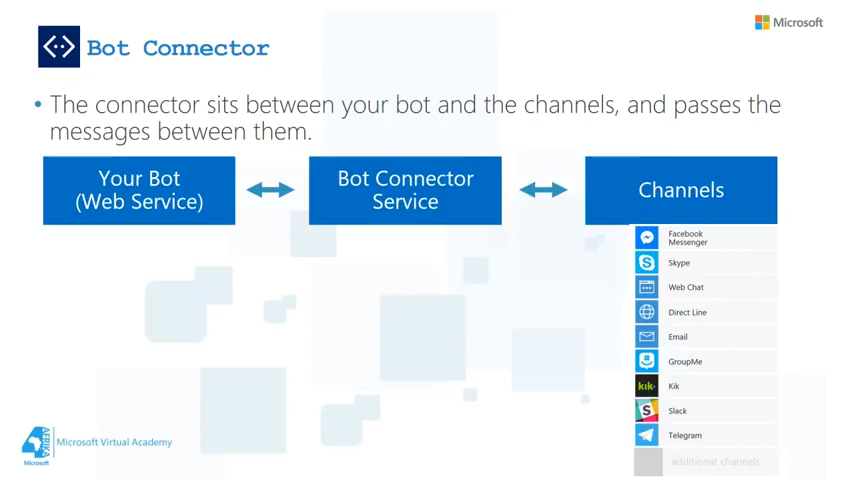 Microsoft
Bot Connector
• The connector sits between your bot and the channels, and passes the
messages between them.
Your Bot
(Web Service)
Bot Connector
Service
Channels
Facebook
Messenger
Skype
Web Chat
Direct Line
Email
GroupMe
kik.
Kik
S
Slack
Telegram
additional channels
4AFRIKA
Microsoft
Microsoft Virtual Academy